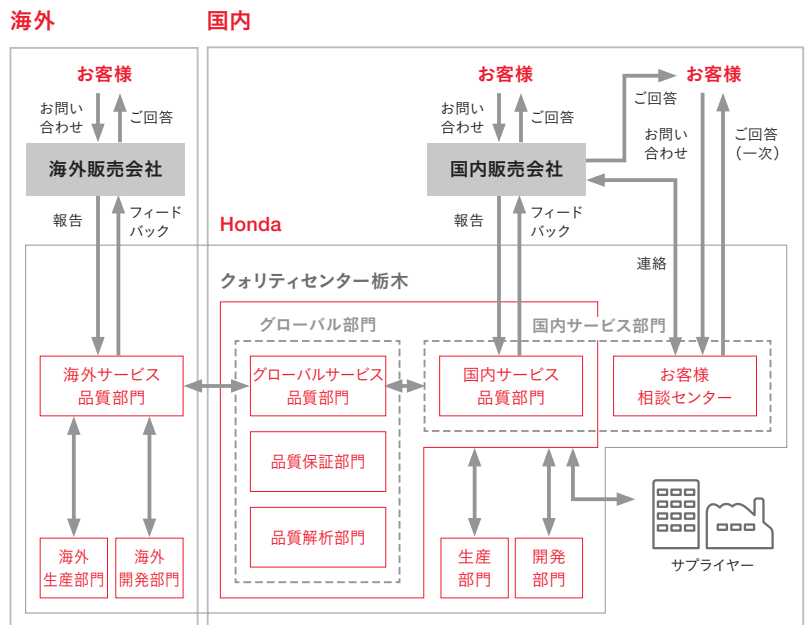 海外
国内
お客様
お問い
合わせ
ご回答
海外販売会社
報告
フィード
バック
お客様
お問い
合わせ
ご回答
国内販売会社
報告
フィード
バック
お客様
ご回答
お問い
合わせ
ご回答
（一次）
連絡
Honda
クォリティセンター栃木
グローバル部門
国内サービス部門
海外サービス
品質部門
グローバルサービス
品質部門
国内サービス
品質部門
お客様
相談センター
品質保証部門
品質解析部門
海外
生産部門
海外
開発部門
生産
部門
開発
部門
サプライヤー